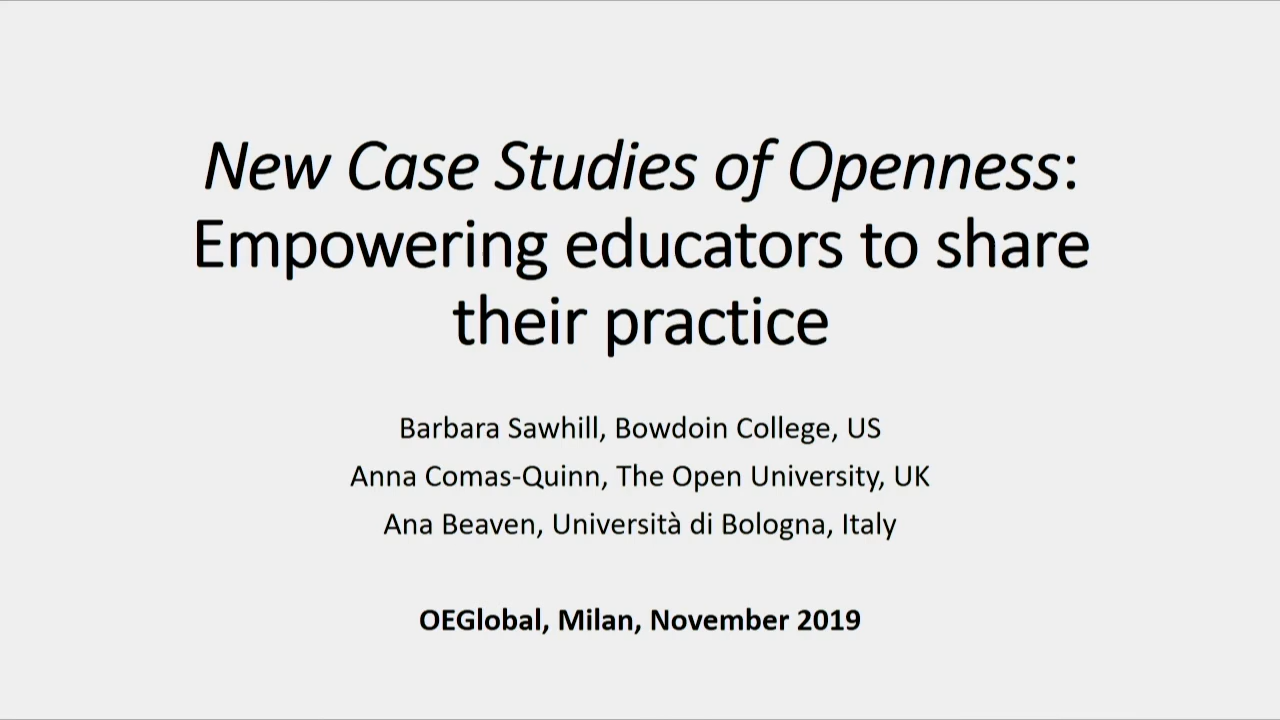 New Case Studies of Openness:
Empowering educators to share
their practice
Barbara Sawhill, Bowdoin College, US
Anna Comas-Quinn, The Open University, UK
Ana Beaven, Università di Bologna, Italy
OEGlobal, Milan, November 2019